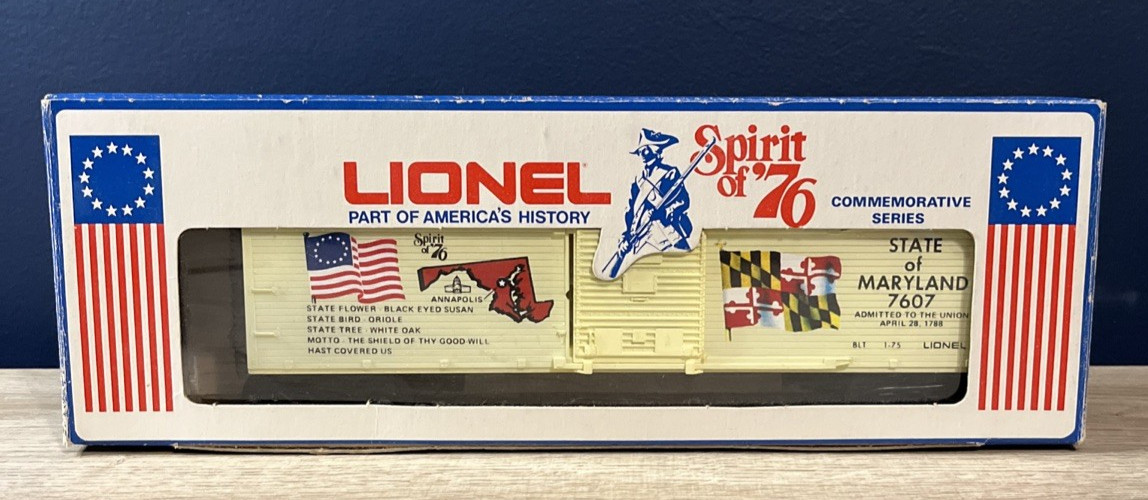 LIONEL
PART OF AMERICA'S HISTORY
Spirit
of '76
COMMEMORATIVE
SERIES
Spirit
of '76
ANNAPOLIS
STATE FLOWER · BLACK EYED SUSAN
STATE BIRD · ORIOLE
STATE TREE · WHITE OAK
MOTTO · THE SHIELD OF THY GOOD WILL
HAST COVERED US
STATE
of
MARYLAND
7607
ADMITTED TO THE UNION
APRIL 28, 1788
BLT 1-75 LIONEL